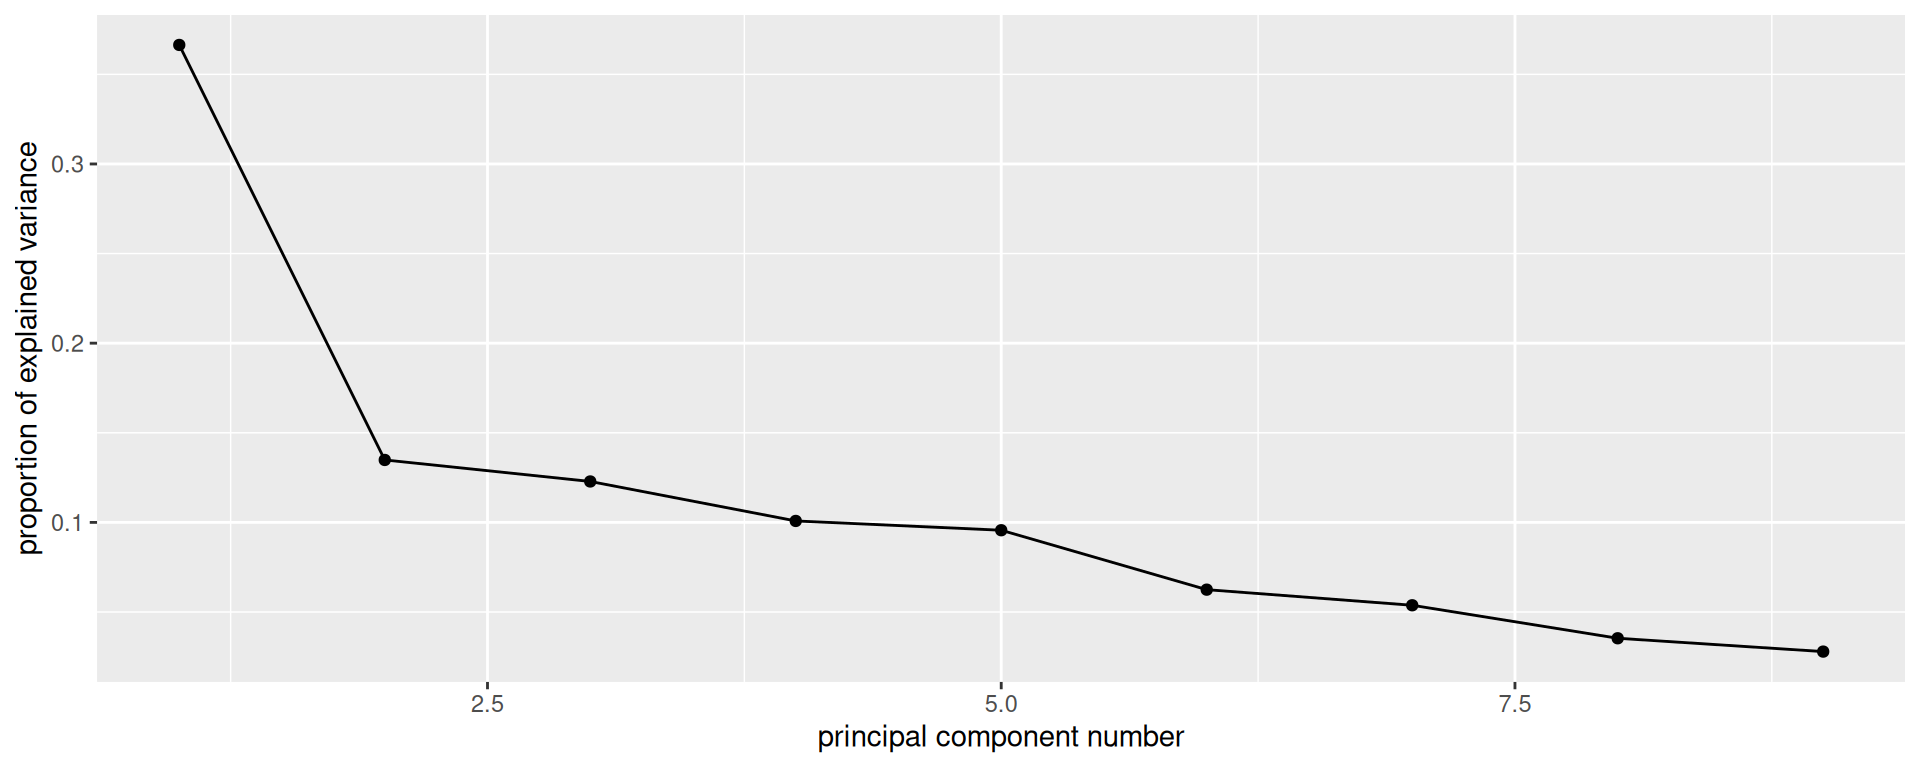 proportion of explained variance
0.3
0.2
0.1
2.5 5.0 7.5
principal component number